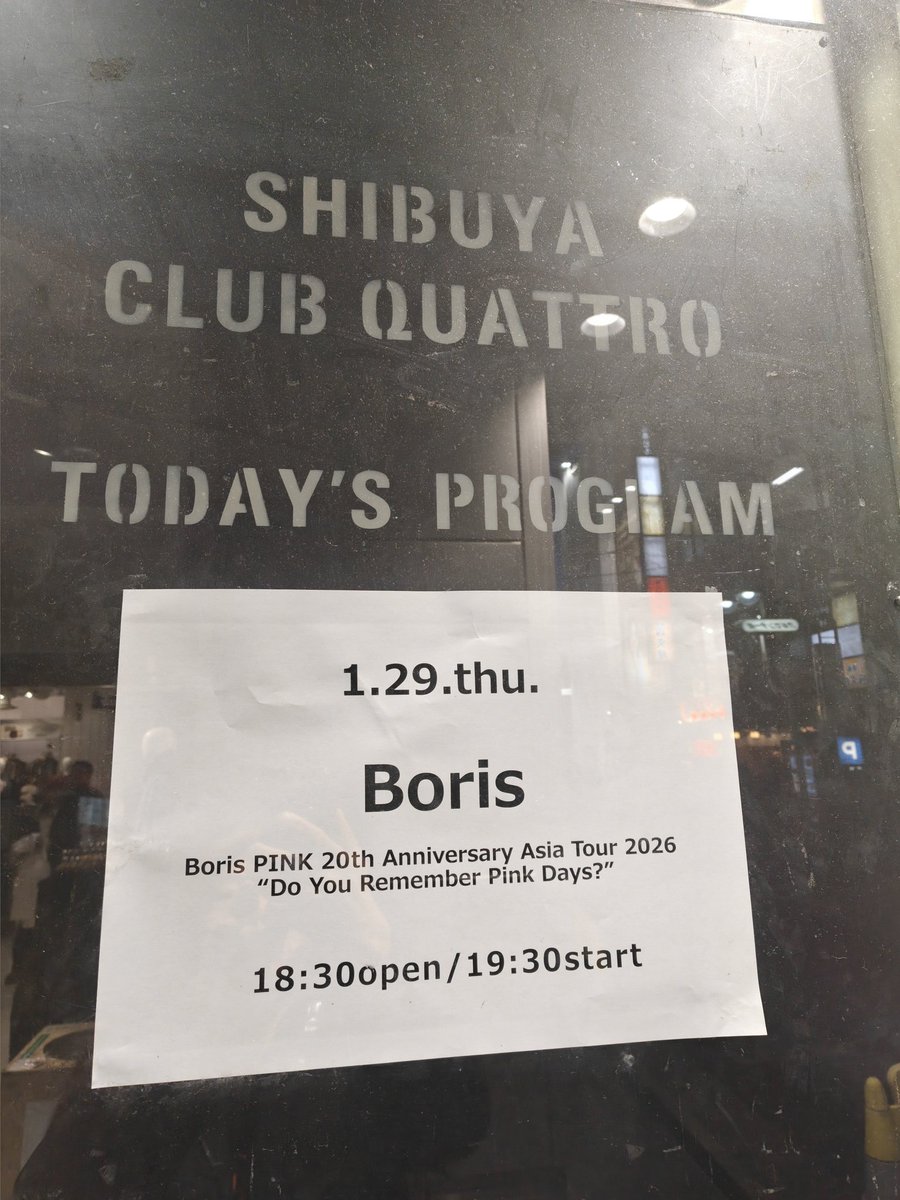 SHIBUYA
CLUB QUATTRO
TODAY'S PROGRAM
1.29.thu.
Boris
Boris PINK 20th Anniversary Asia Tour 2026
“Do You Remember Pink Days?”
18:30open/19:30start
P